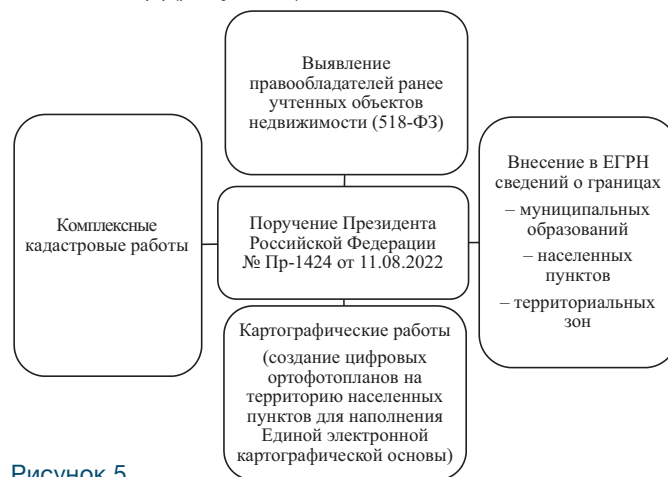 Выявление
правообладателей ранее
учтенных объектов
недвижимости (518-ФЗ)
Комплексные
кадастровые работы
Поручение Президента
Российской Федерации
№ Пр-1424 от 11.08.2022
Внесение в ЕГРН
сведений о границах
– муниципальных
образований
– населенных
пунктов
– территориальных
зон
Картографические работы
(создание цифровых
ортофотопланов на
территорию населенных
пунктов для наполнения
Единой электронной
картографической основы)
Рисунок 5